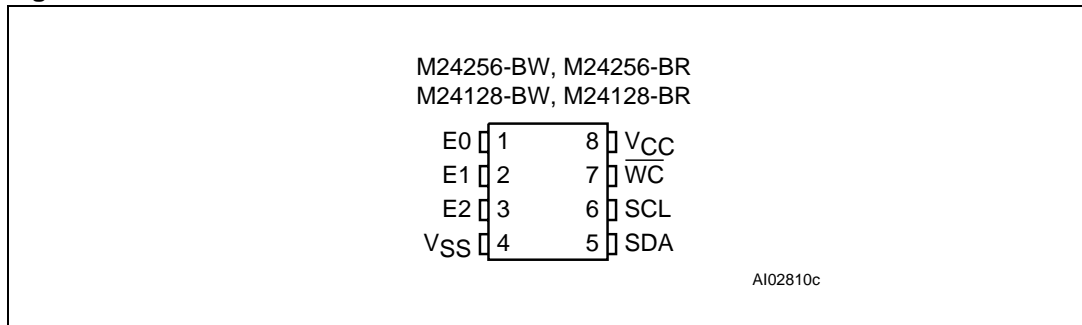 M24256-BW, M24256-BR
M24128-BW, M24128-BR
E0 1 8 VCC
E1 2 7 W̅C̅
E2 3 6 SCL
VSS 4 5 SDA
AI02810c